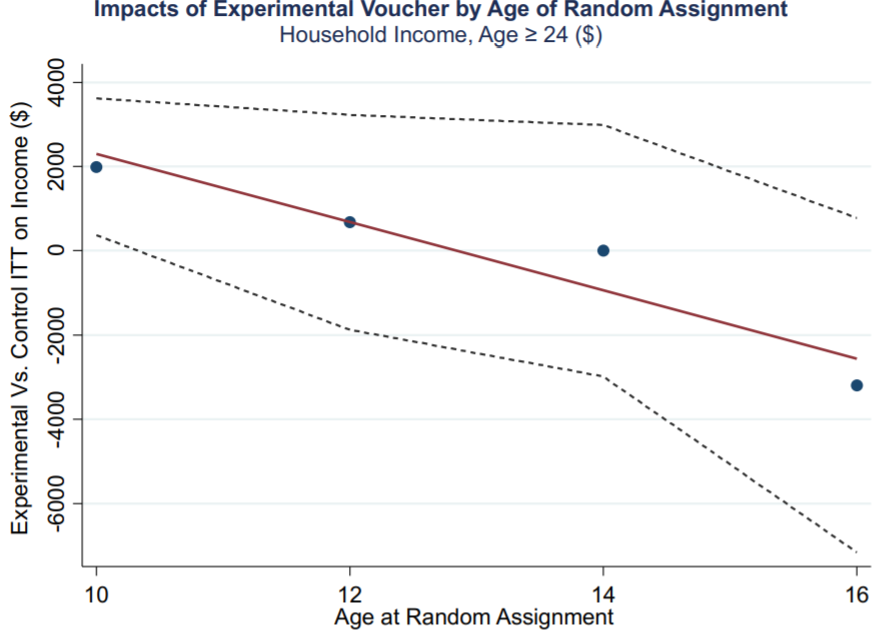 Impacts of Experimental Voucher by Age of Random Assignment
Household Income, Age ≥ 24 ($)
Experimental Vs. Control ITT on Income ($)
4000
2000
0
-2000
-4000
-6000
10 12 14 16
Age at Random Assignment